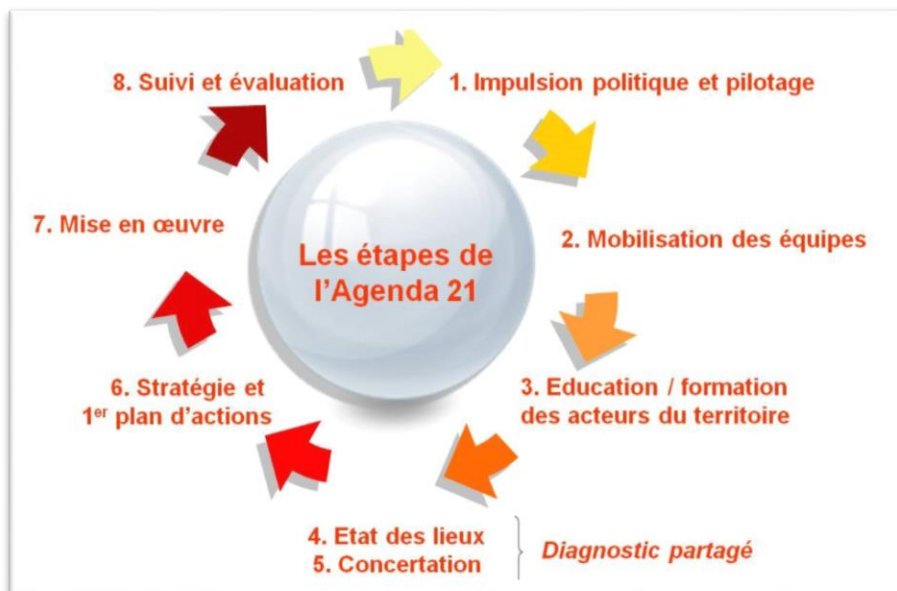 8. Suivi et évaluation
1. Impulsion politique et pilotage
7. Mise en œuvre
Les étapes de
l'Agenda 21
2. Mobilisation des équipes
6. Stratégie et
1er plan d'actions
3. Education / formation
des acteurs du territoire
4. Etat des lieux
5. Concertation
Diagnostic partagé